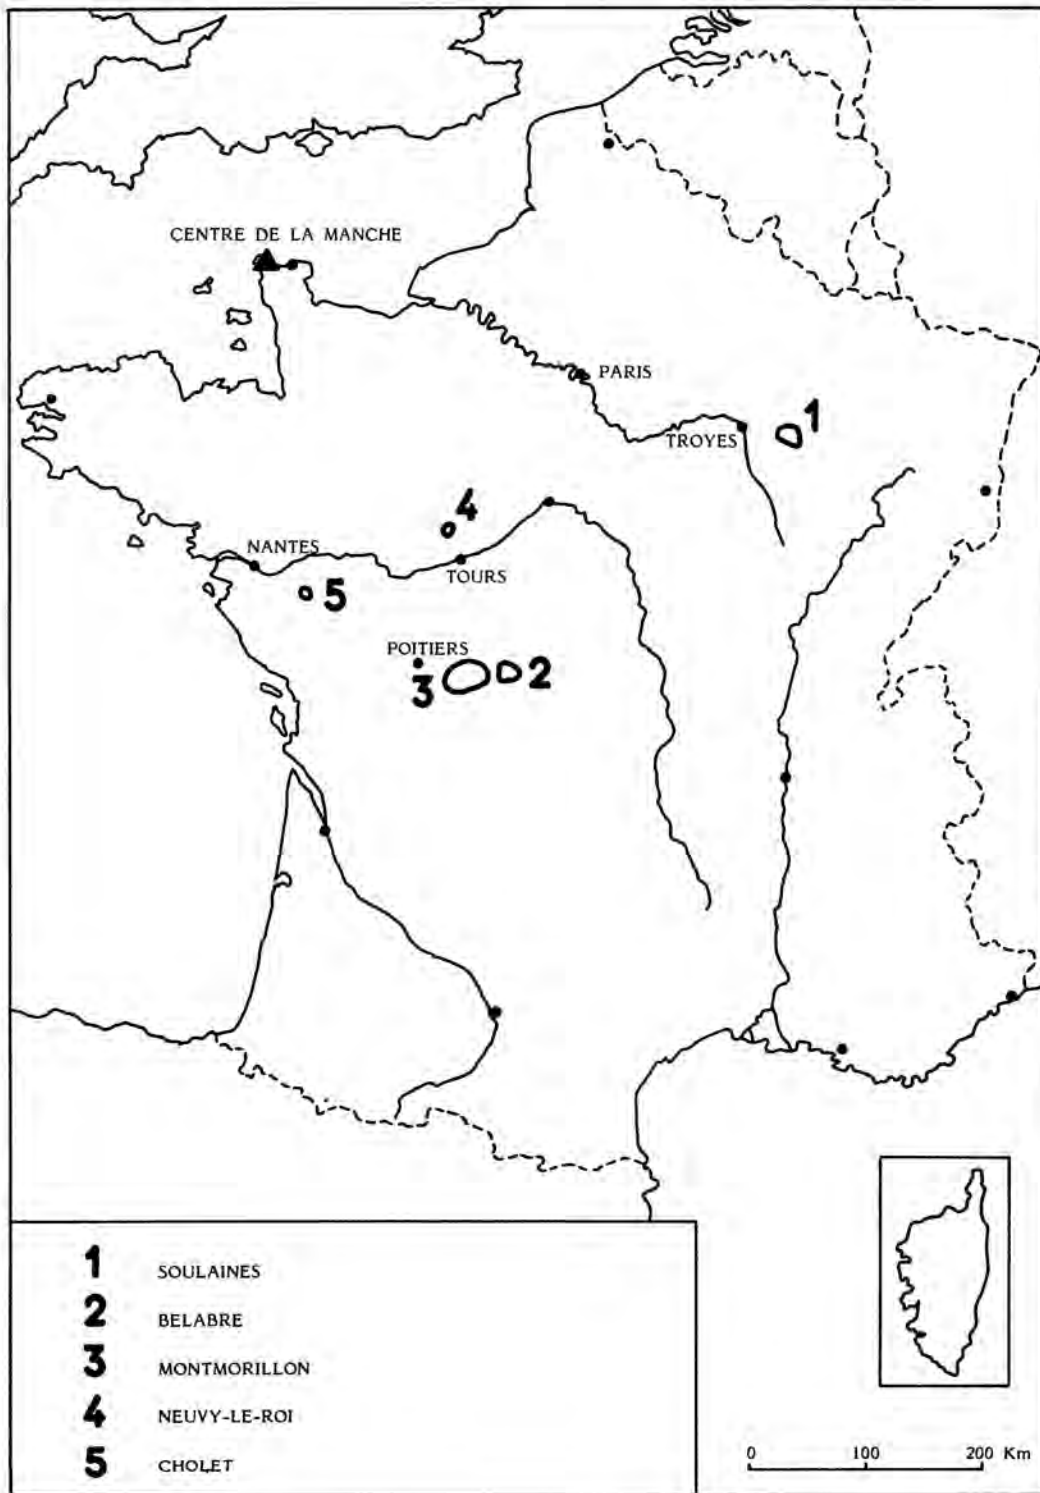 CENTRE DE LA MANCHE
PARIS
1
TROYES
4
NANTES
TOURS
5
POITIERS
3
2
1 SOULAINES
2 BELABRE
3 MONTMORILLON
4 NEUVY-LE-ROI
5 CHOLET
0 100 200 Km